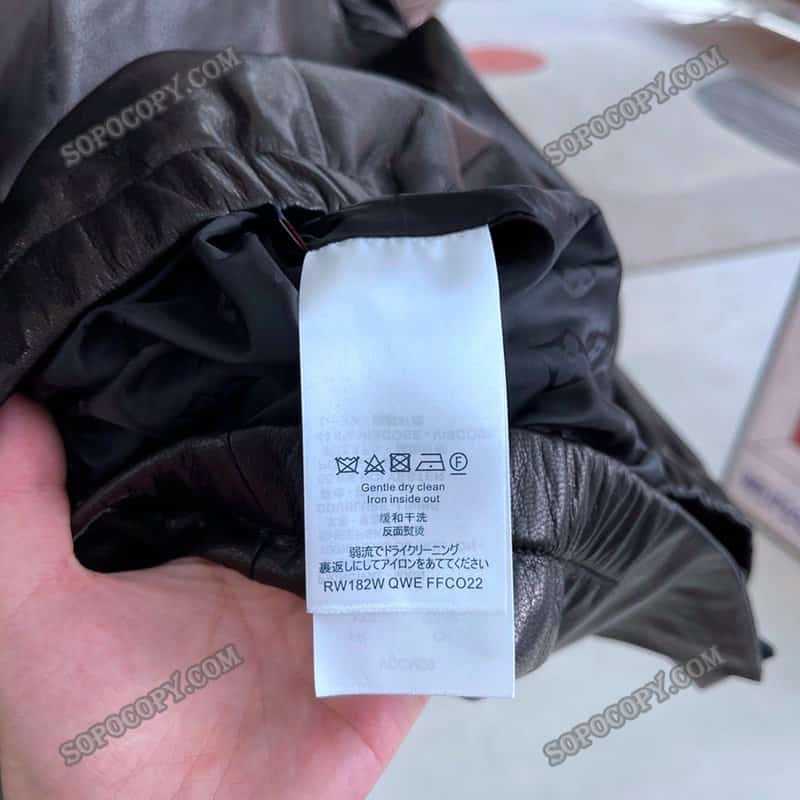 SOPOCOPY.COM
SOPOCOPY.COM
Gentle dry clean
Iron inside out
缓和干洗
反面熨烫
弱流でドライクリーニング
裏返しにしてアイロンをあててください
RW182W QWE FFCO22
SOPOCOPY.COM
SOPOCOPY.COM